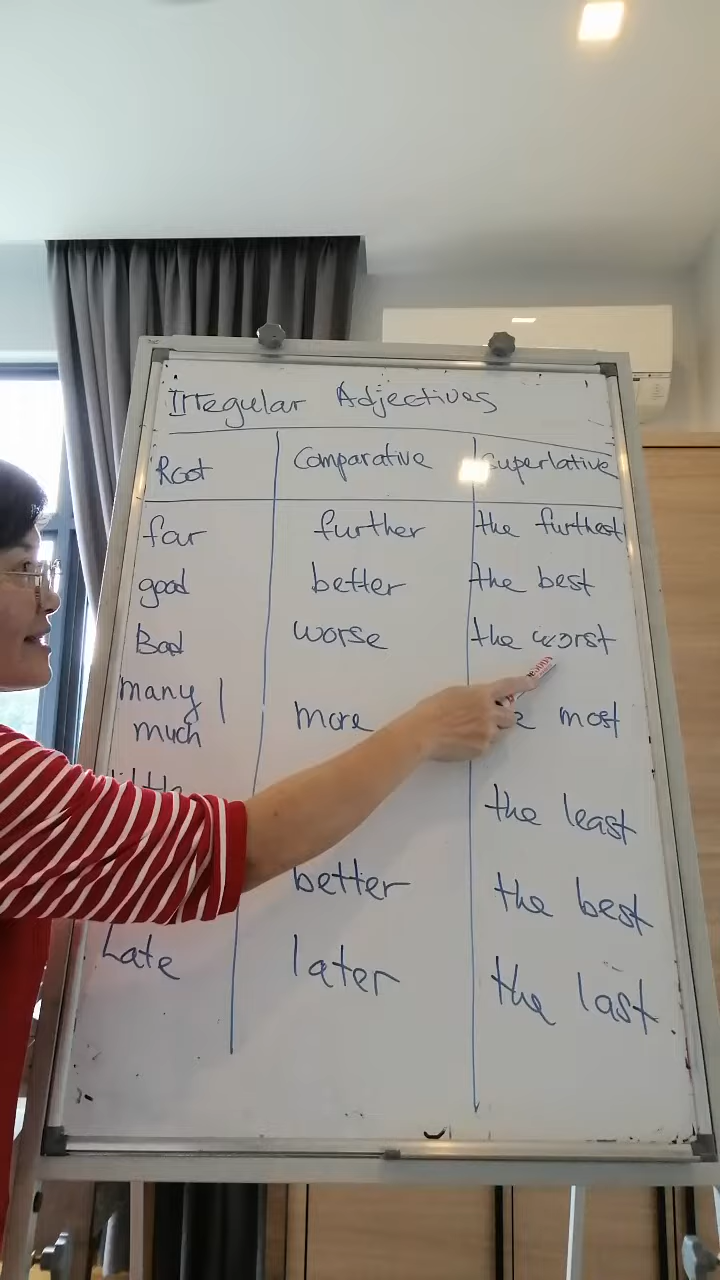 Irregular Adjectives
Root Comparative Superlative
far further the furthest
good better the best
Bad worse the worst
many /
much more most
the least
better the best
Late later the last.